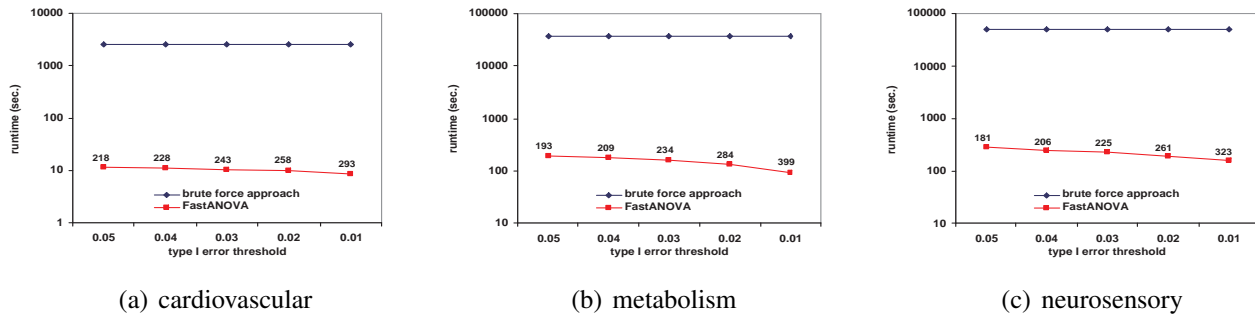 10000
1000
100
10
1
runtime (sec.)
218 228 243 258 293
brute force approach
FastANOVA
0.05 0.04 0.03 0.02 0.01
type I error threshold
(a) cardiovascular
100000
10000
1000
100
10
runtime (sec.)
193 209 234 284 399
brute force approach
FastANOVA
0.05 0.04 0.03 0.02 0.01
type I error threshold
(b) metabolism
100000
10000
1000
100
10
runtime (sec.)
181 206 225 261 323
brute force approach
FastANOVA
0.05 0.04 0.03 0.02 0.01
type I error threshold
(c) neurosensory